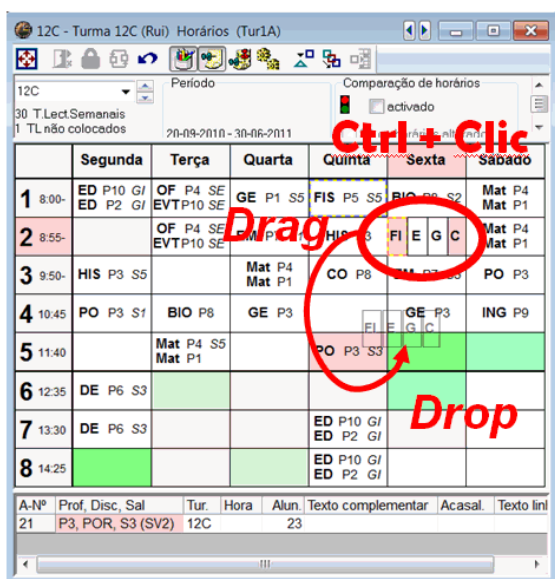 12C - Turma 12C (Rui) Horários (Tur1A)
12C
Período
Comparação de horários
30 T.Lect.Semanais
activado
1 TL não colocados
20-09-2010 - 30-06-2011
Ctrl + Clic
Segunda Terça Quarta Quinta Sexta Sábado
1 8:00- ED P10 GI OF P4 SE GE P1 S5 FIS P5 S5 BIO P8 S2 Mat P4
ED P2 GI EVT P10 SE Mat P1
2 8:55- OF P4 SE HIS FI E G C Mat P4
EVT P10 SE Mat P1
Drag
3 9:50- HIS P3 S5 Mat P4 CO P8 PO P3
Mat P1
4 10:45 PO P3 S1 BIO P8 GE P3 GE P3 ING P9
FI E G C
5 11:40 Mat P4 S5 PO P3 S3
Mat P1
6 12:35 DE P6 S3
Drop
7 13:30 DE P6 S3 ED P10 GI
ED P2 GI
8 14:25 ED P10 GI
ED P2 GI
A-Nº Prof, Disc, Sal Tur. Hora Alun. Texto complementar Acasal. Texto linl
21 P3, POR, S3 (SV2) 12C 23